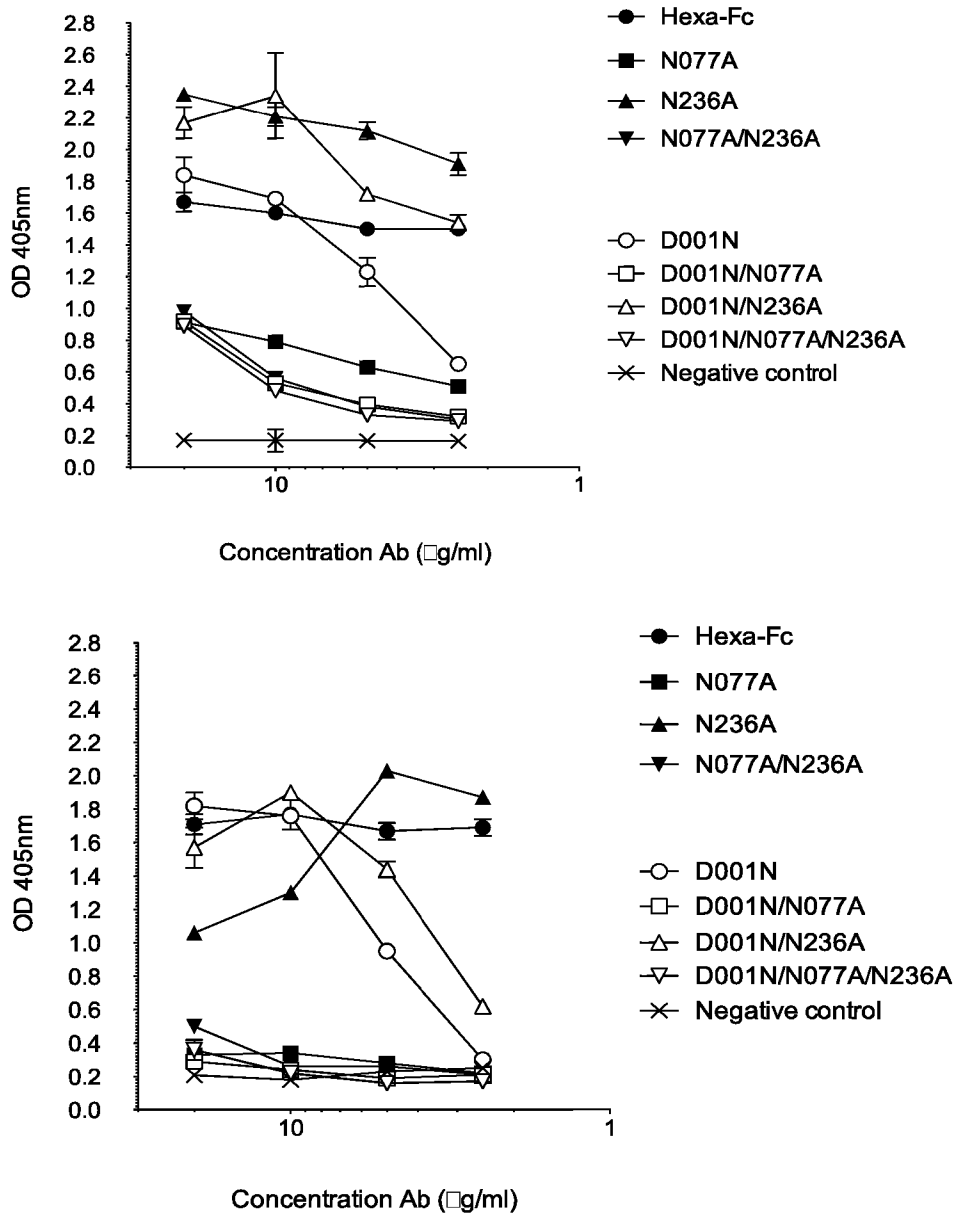 2.8
2.6
2.4
2.2
2.0
1.8
1.6
1.4
1.2
1.0
0.8
0.6
0.4
0.2
0.0
OD 405nm
10
1
Concentration Ab (□g/ml)
Hexa-Fc
N077A
N236A
N077A/N236A
D001N
D001N/N077A
D001N/N236A
D001N/N077A/N236A
Negative control
2.8
2.6
2.4
2.2
2.0
1.8
1.6
1.4
1.2
1.0
0.8
0.6
0.4
0.2
0.0
OD 405nm
10
1
Concentration Ab (□g/ml)
Hexa-Fc
N077A
N236A
N077A/N236A
D001N
D001N/N077A
D001N/N236A
D001N/N077A/N236A
Negative control